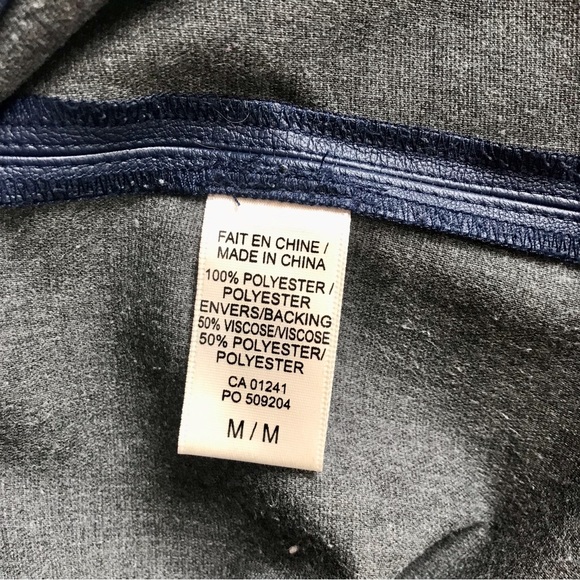 FAIT EN CHINE /
MADE IN CHINA
100% POLYESTER /
POLYESTER
ENVERS/BACKING
50% VISCOSE/VISCOSE
50% POLYESTER/
POLYESTER
CA 01241
PO 509204
M / M